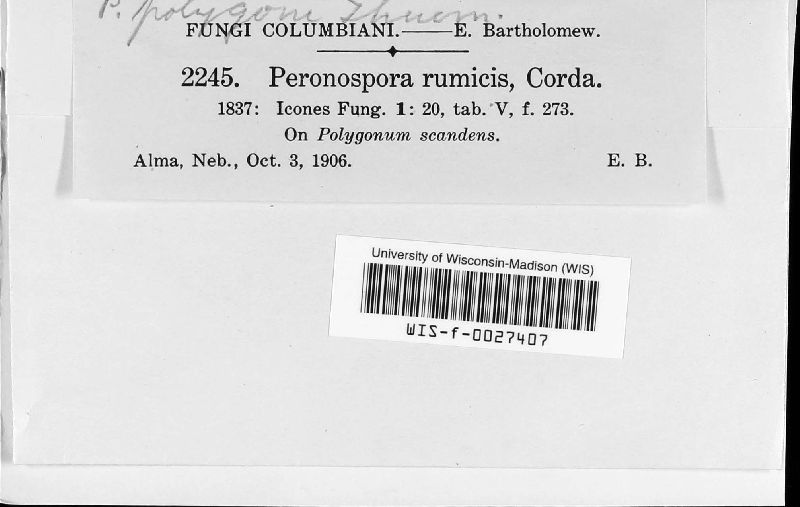 P. polygoni Thuem.
FUNGI COLUMBIANI.—E. Bartholomew.
2245. Peronospora rumicis, Corda.
1837: Icones Fung. 1: 20, tab. V, f. 273.
On Polygonum scandens.
Alma, Neb., Oct. 3, 1906. E. B.
University of Wisconsin-Madison (WIS)
WIS-f-0027407